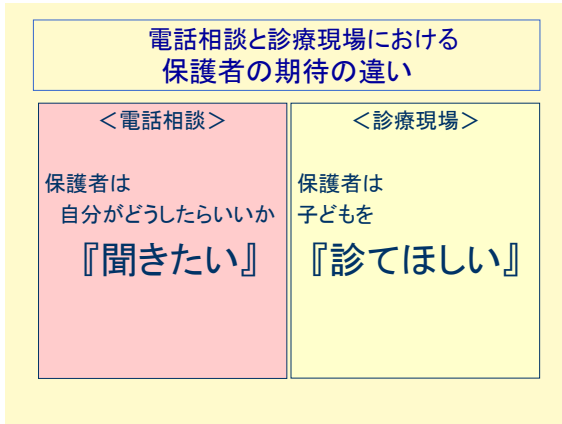 電話相談と診療現場における
保護者の期待の違い
＜電話相談＞
保護者は
自分がどうしたらいいか
『聞きたい』
＜診療現場＞
保護者は
子どもを
『診てほしい』